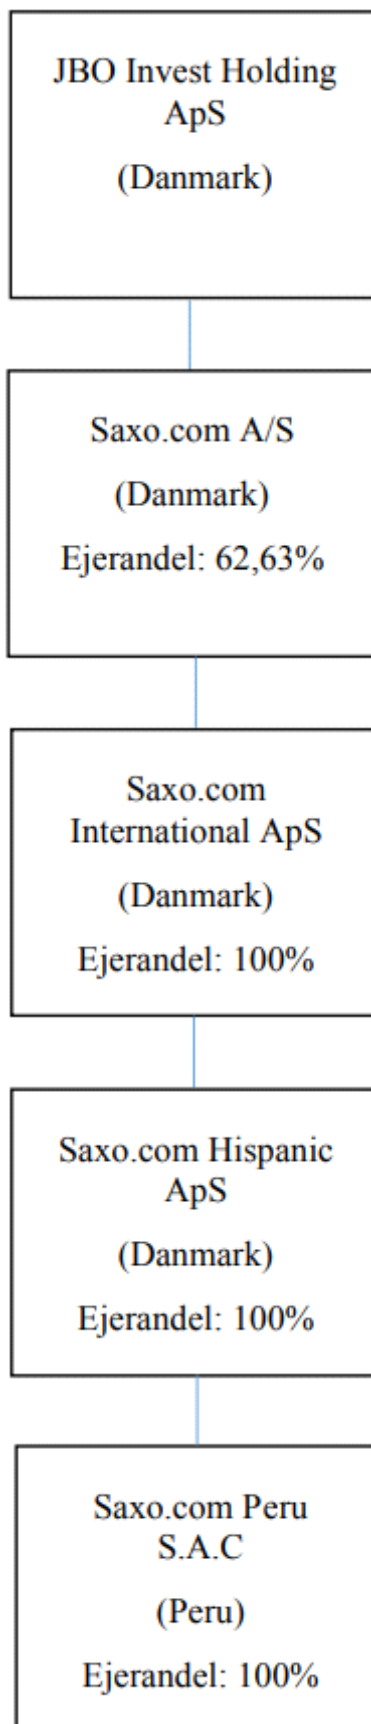 JBO Invest Holding
ApS
(Danmark)
Saxo.com A/S
(Danmark)
Ejerandel: 62,63%
Saxo.com
International ApS
(Danmark)
Ejerandel: 100%
Saxo.com Hispanic
ApS
(Danmark)
Ejerandel: 100%
Saxo.com Peru
S.A.C
(Peru)
Ejerandel: 100%